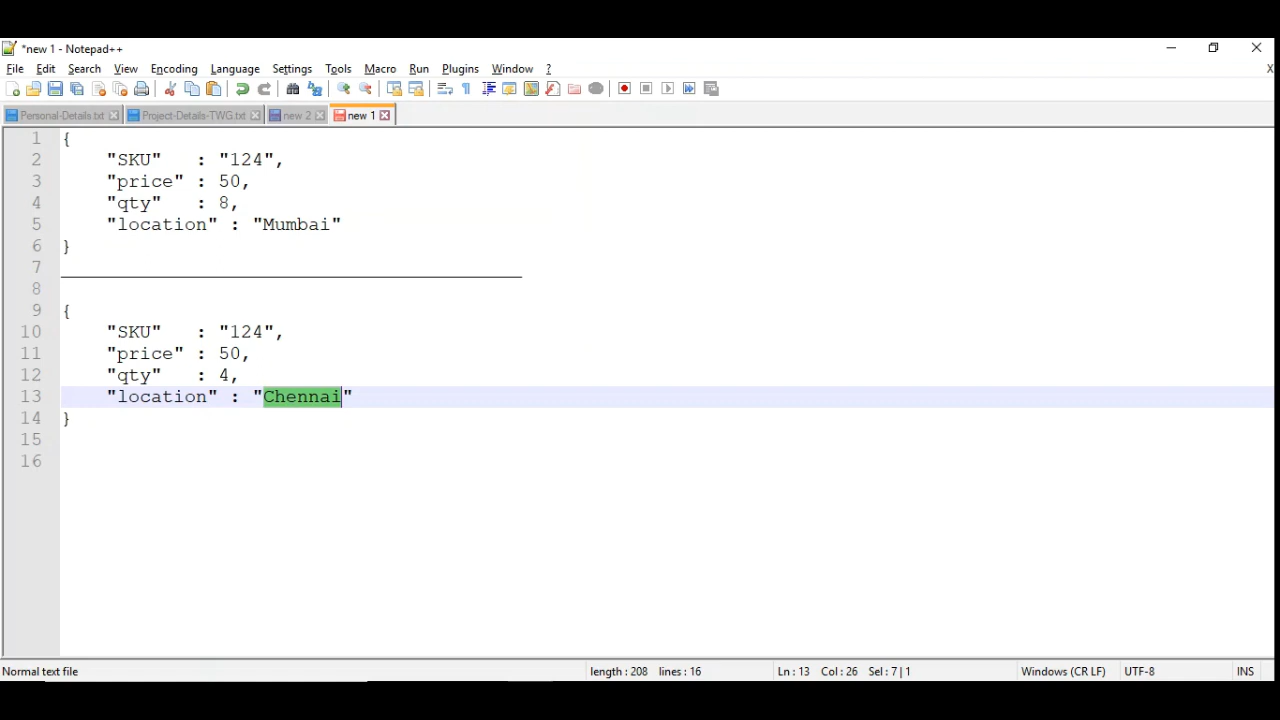 *new 1 - Notepad++
File Edit Search View Encoding Language Settings Tools Macro Run Plugins Window ? X
Personal-Details.txt Project-Details-TWG.txt new 2 new 1
1 {
2 "SKU" : "124",
3 "price" : 50,
4 "qty" : 8,
5 "location" : "Mumbai"
6 }
7 __________________________________________
8
9 {
10 "SKU" : "124",
11 "price" : 50,
12 "qty" : 4,
13 "location" : "Chennai"
14 }
15
16
Normal text file length : 208 lines : 16 Ln : 13 Col : 26 Sel : 7 | 1 Windows (CR LF) UTF-8 INS